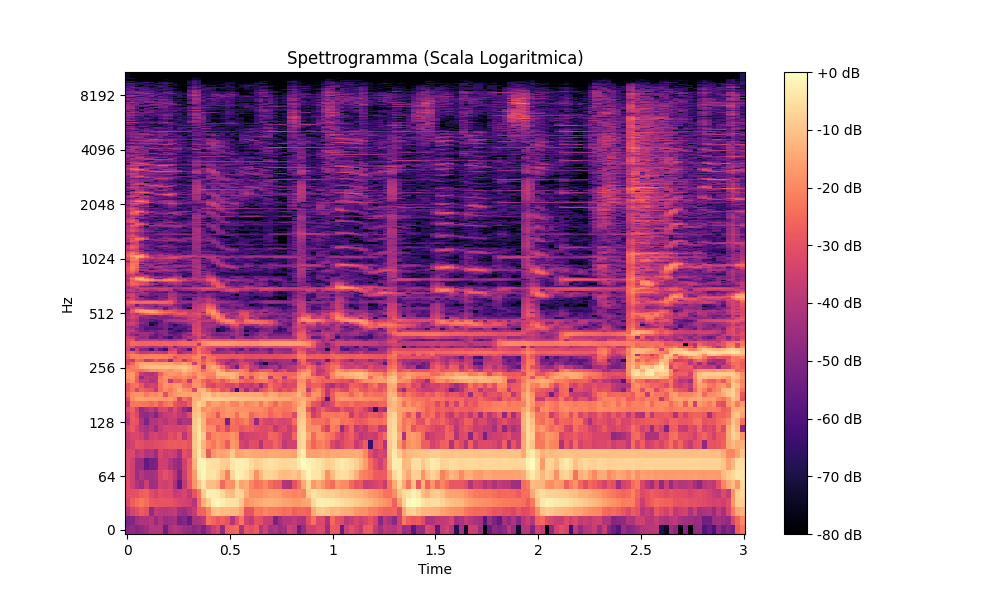 Spettrogramma (Scala Logaritmica)
Hz
8192
4096
2048
1024
512
256
128
64
0
0
0.5
1
1.5
2
2.5
3
Time
+0 dB
-10 dB
-20 dB
-30 dB
-40 dB
-50 dB
-60 dB
-70 dB
-80 dB